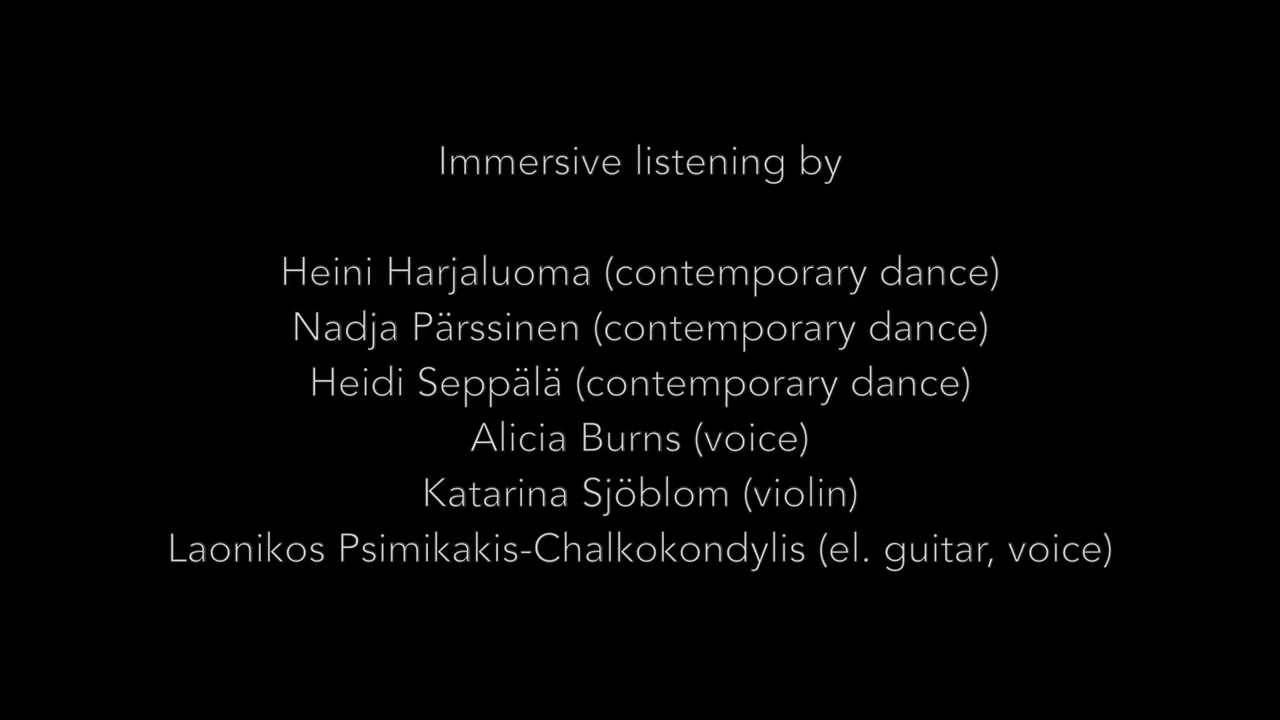 Immersive listening by
Heini Harjaluoma (contemporary dance)
Nadja Pärssinen (contemporary dance)
Heidi Seppälä (contemporary dance)
Alicia Burns (voice)
Katarina Sjöblom (violin)
Laonikos Psimikakis-Chalkokondylis (el. guitar, voice)